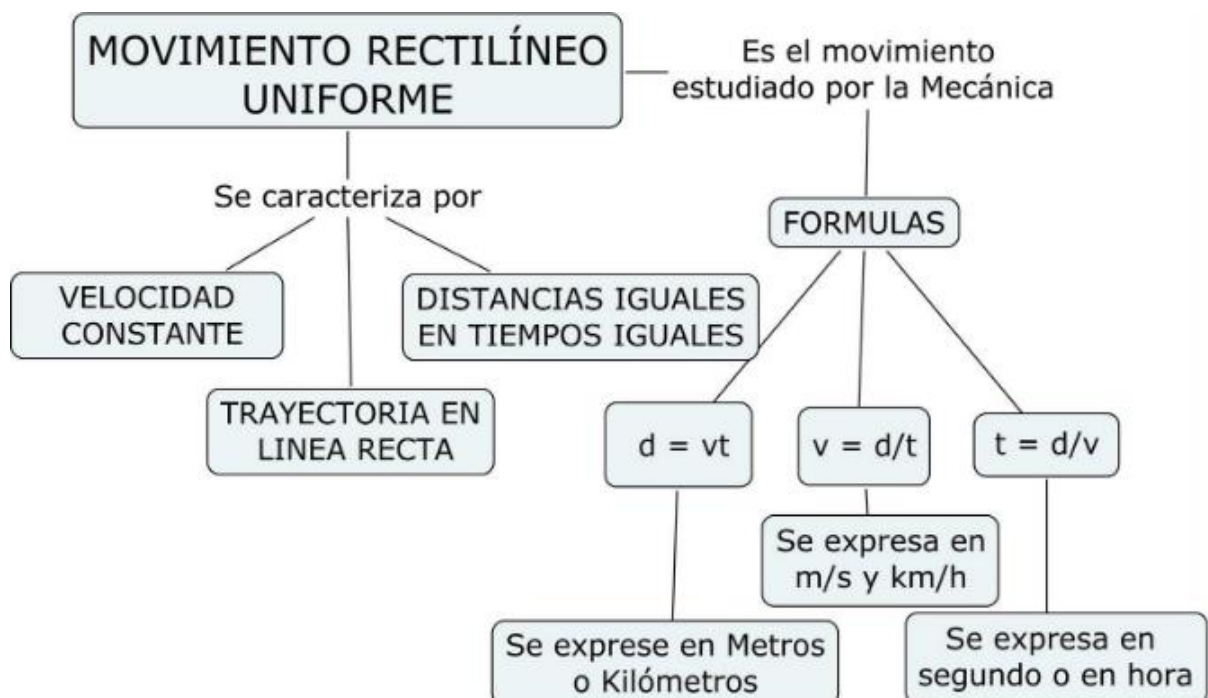 MOVIMIENTO RECTILÍNEO
UNIFORME
Es el movimiento
estudiado por la Mecánica
Se caracteriza por
FORMULAS
VELOCIDAD
CONSTANTE
DISTANCIAS IGUALES
EN TIEMPOS IGUALES
TRAYECTORIA EN
LINEA RECTA
d = vt
v = d/t
t = d/v
Se expresa en
m/s y km/h
Se exprese en Metros
o Kilómetros
Se expresa en
segundo o en hora